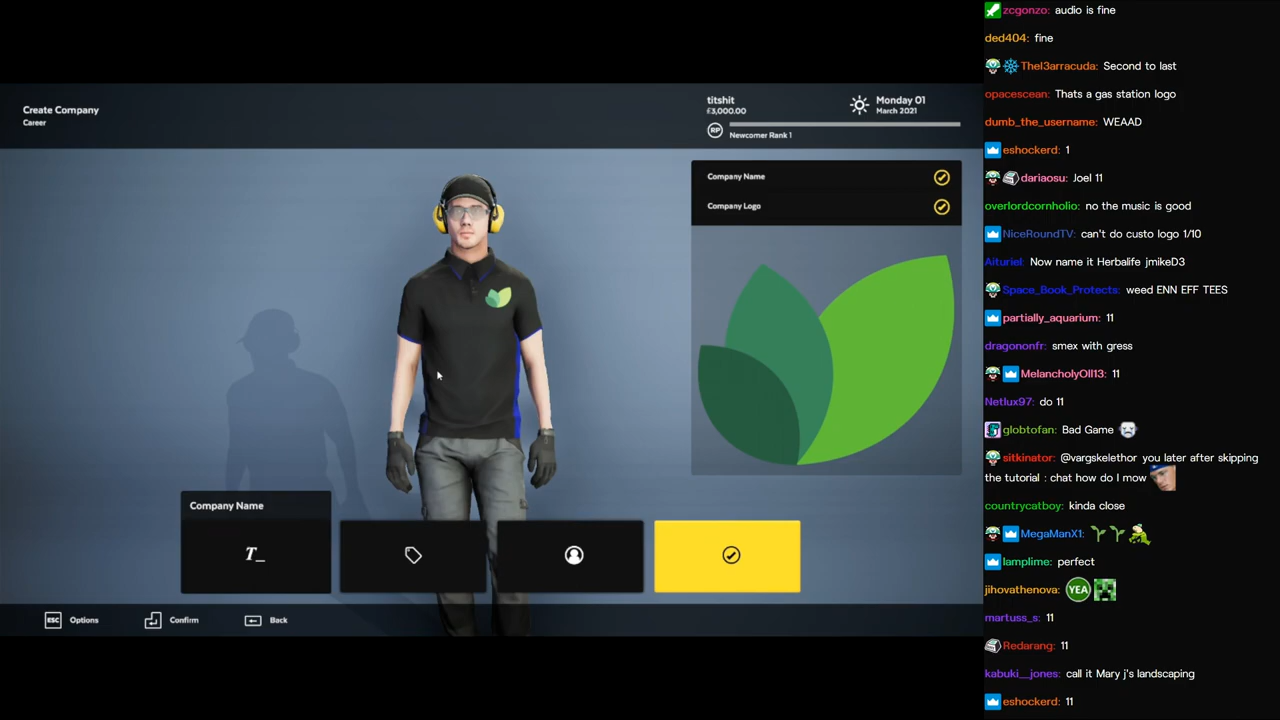 Create Company
Career
titshit
£3,000.00
Monday 01
March 2021
RP
Newcomer Rank 1
Company Name
Company Logo
Company Name
T_
ESC Options
Confirm
Back
zcgonzo: audio is fine
ded404: fine
Thel3arracuda: Second to last
opacescean: Thats a gas station logo
dumb_the_username: WEAAD
eshockerd: 1
dariaosu: Joel 11
overlordcornholio: no the music is good
NiceRoundTV: can't do custo logo 1/10
Aituriel: Now name it Herbalife jmikeD3
Space_Book_Protects: weed ENN EFF TEES
partially_aquarium: 11
dragononfr: smex with gress
MelancholyOll13: 11
Netlux97: do 11
globtofan: Bad Game
sitkinator: @vargskelethor you later after skipping
the tutorial : chat how do I mow
countrycatboy: kinda close
MegaManX1:
lamplime: perfect
jihovathenova: YEA
martuss_s: 11
Redarang: 11
kabuki__jones: call it Mary j's landscaping
eshockerd: 11